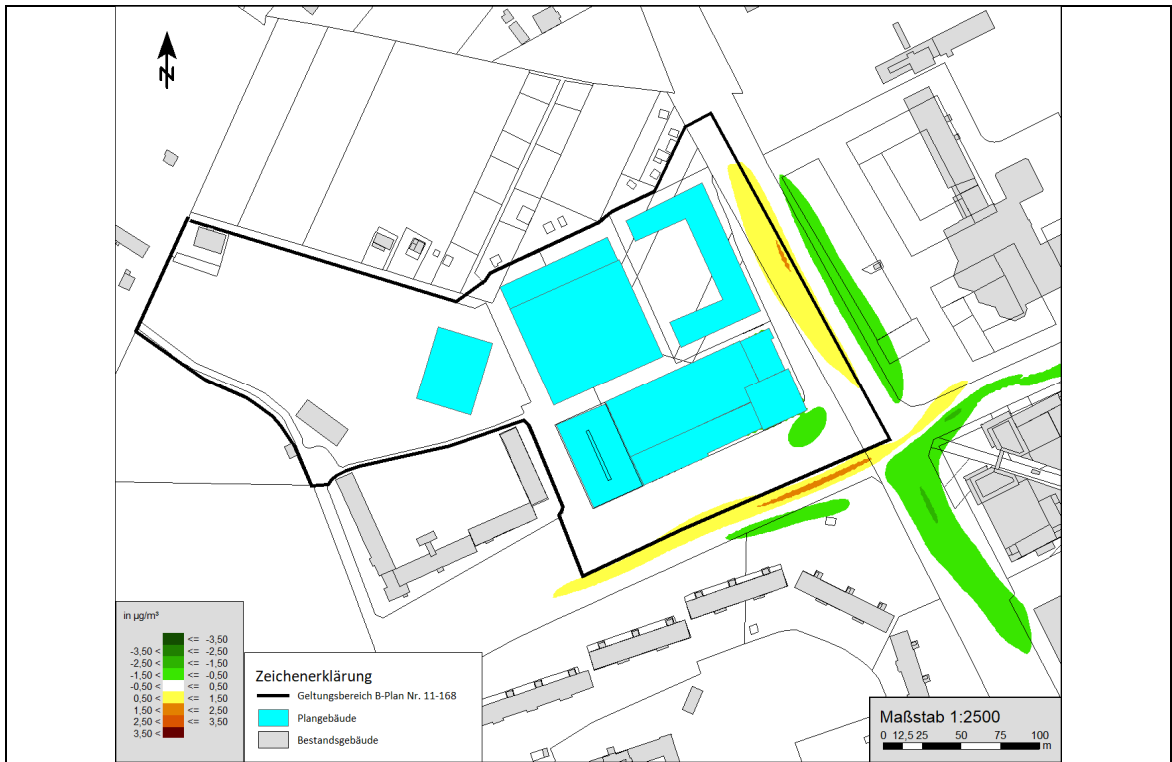 N
in µg/m³
<= -3,50
-3,50 < <= -2,50
-2,50 < <= -1,50
-1,50 < <= -0,50
-0,50 < <= 0,50
0,50 < <= 1,50
1,50 < <= 2,50
2,50 < <= 3,50
3,50 <
Zeichenerklärung
Geltungsbereich B-Plan Nr. 11-168
Plangebäude
Bestandsgebäude
Maßstab 1:2500
0 12,5 25 50 75 100
m